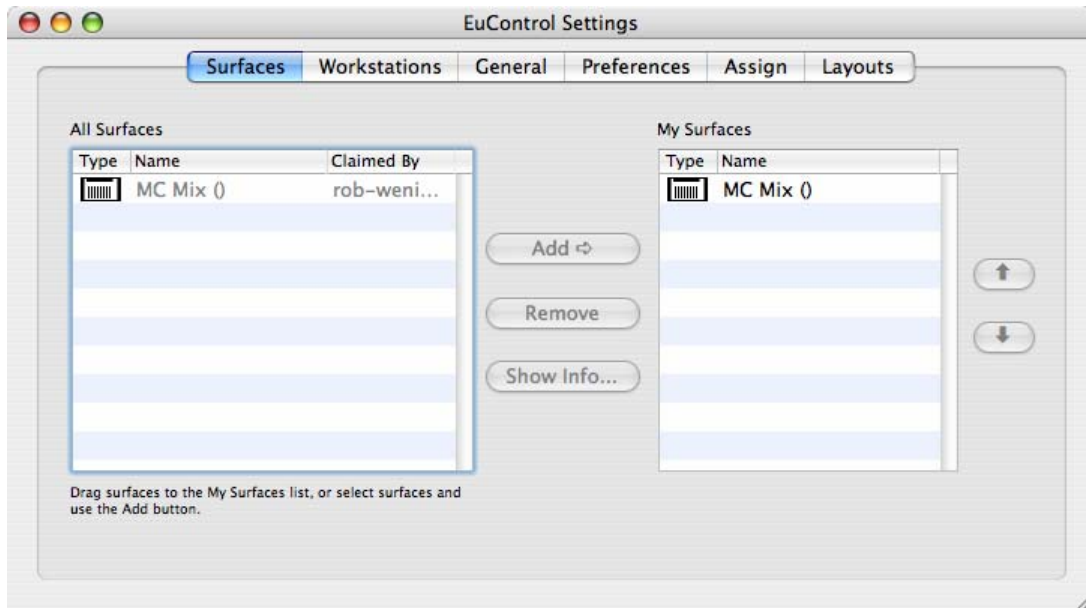 EuControl Settings
Surfaces Workstations General Preferences Assign Layouts
All Surfaces
Type Name Claimed By
MC Mix () rob-weni...
Add ⇨
Remove
Show Info...
My Surfaces
Type Name
MC Mix ()
Drag surfaces to the My Surfaces list, or select surfaces and
use the Add button.